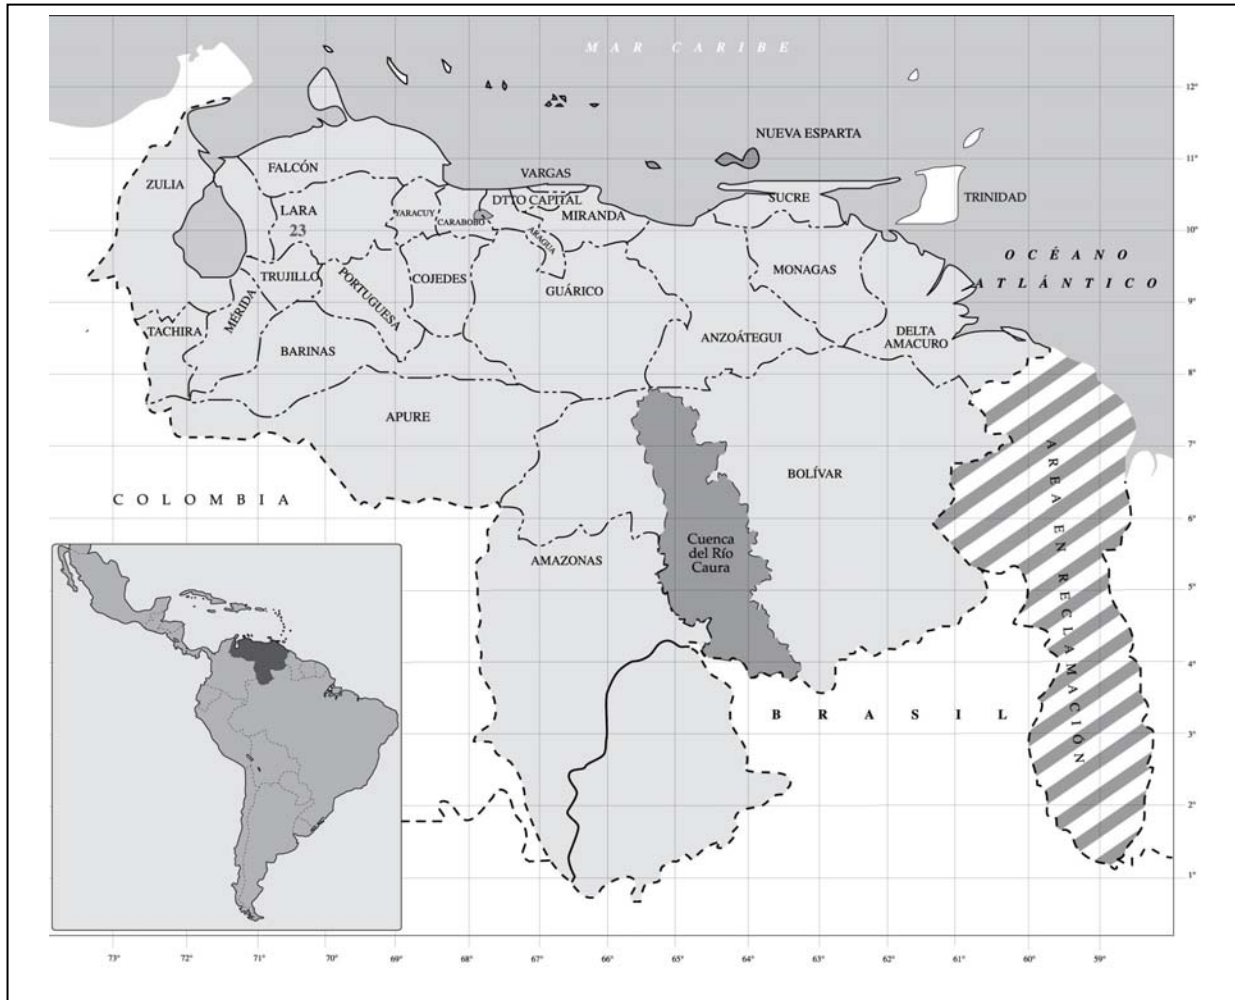 MAR CARIBE
12°
NUEVA ESPARTA
11°
FALCÓN
VARGAS
ZULIA
SUCRE
TRINIDAD
DTTO CAPITAL
LARA
YARACUY
CARABOBO
MIRANDA
23
ARAGUA
10°
OCÉANO
ATLÁNTICO
TRUJILLO
PORTUGUESA
COJEDES
MONAGAS
GUÁRICO
MÉRIDA
9°
TACHIRA
BARINAS
ANZOÁTEGUI
DELTA
AMACURO
8°
APURE
7°
BOLÍVAR
AREA EN RECLAMACIÓN
COLOMBIA
6°
Cuenca
del Río
Caura
AMAZONAS
5°
4°
BRASIL
3°
2°
1°
73° 72° 71° 70° 69° 68° 67° 66° 65° 64° 63° 62° 61° 60° 59°